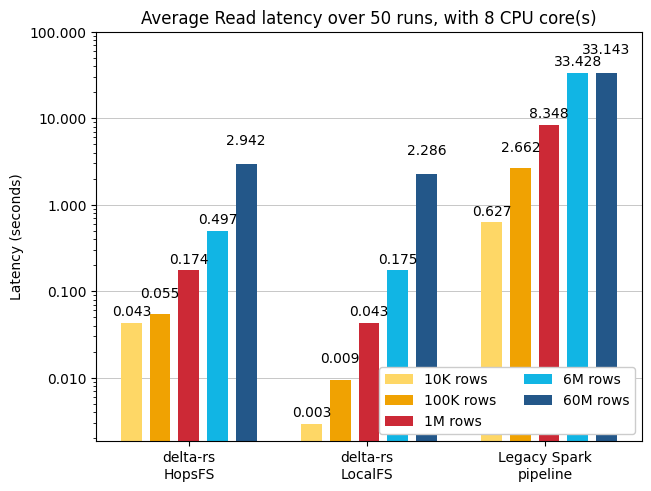 Average Read latency over 50 runs, with 8 CPU core(s)
Latency (seconds)
100.000
10.000
1.000
0.100
0.010
0.043
0.055
0.174
0.497
2.942
0.003
0.009
0.043
0.175
2.286
0.627
2.662
8.348
33.428
33.143
10K rows
100K rows
1M rows
6M rows
60M rows
delta-rs
HopsFS
delta-rs
LocalFS
Legacy Spark
pipeline